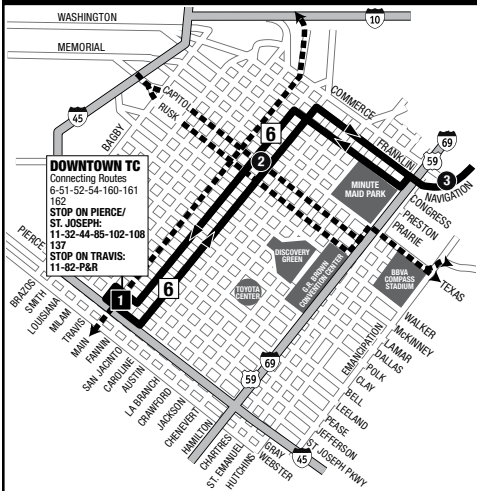 WASHINGTON
10
MEMORIAL
45
CAPITOL
RUSK
BAGBY
COMMERCE
FRANKLIN
69
59
6
2
3
NAVIGATION
MINUTE
MAID PARK
CONGRESS
PRESTON
PRAIRIE
TEXAS
DOWNTOWN TC
Connecting Routes
6-51-52-54-160-161
162
STOP ON PIERCE/
ST. JOSEPH:
11-32-44-85-102-108
137
STOP ON TRAVIS:
11-82-P&R
DISCOVERY
GREEN
G.R. BROWN
CONVENTION CENTER
TOYOTA
CENTER
BBVA
COMPASS
STADIUM
PIERCE
1
6
BRAZOS
SMITH
LOUISIANA
MILAM
TRAVIS
MAIN
FANNIN
SAN JACINTO
CAROLINE
AUSTIN
LA BRANCH
CRAWFORD
JACKSON
CHENEVERT
HAMILTON
CHARTRES
ST. EMANUEL
HUTCHINS
69
59
EMANCIPATION
WALKER
McKINNEY
LAMAR
DALLAS
POLK
CLAY
BELL
LEELAND
PEASE
JEFFERSON
ST JOSEPH PKWY
GRAY
WEBSTER
45